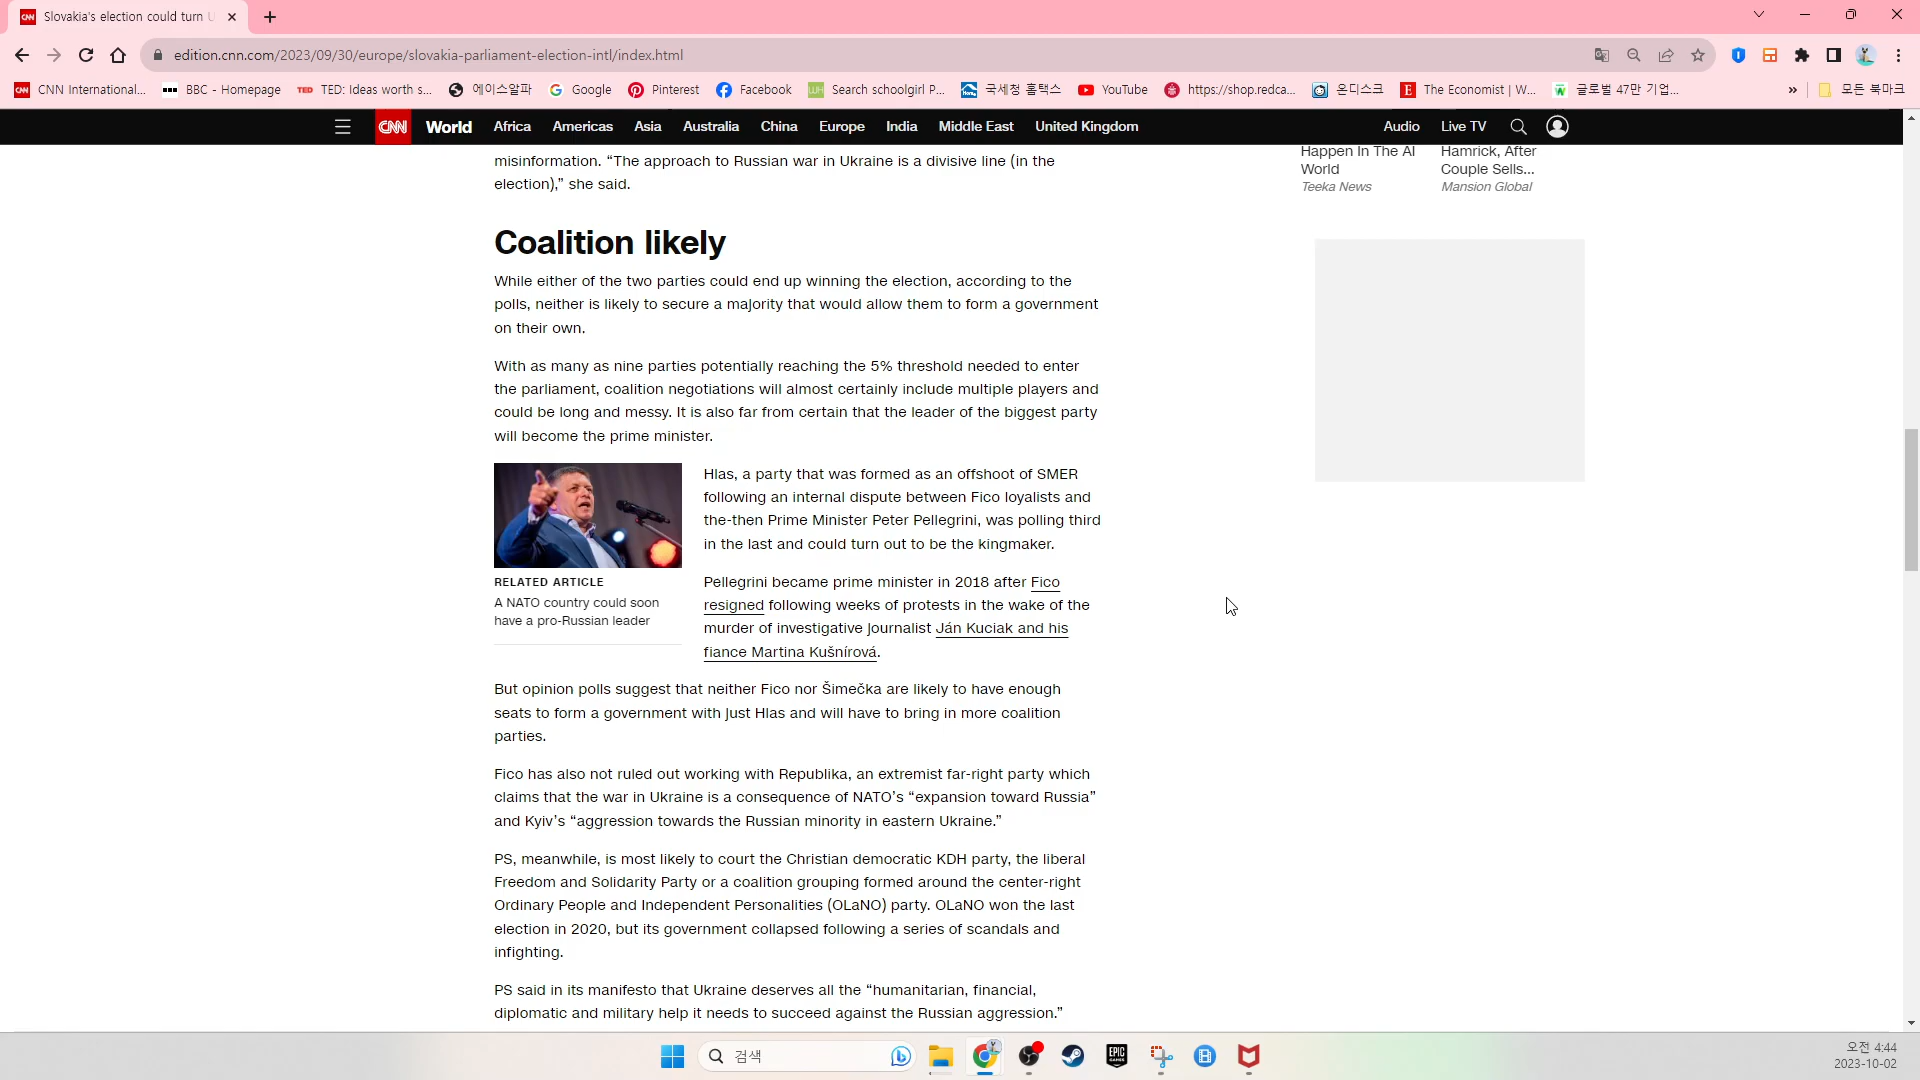 CNN Slovakia's election could turn U
edition.cnn.com/2023/09/30/europe/slovakia-parliament-election-intl/index.html
CNN CNN International... BBC - Homepage TED TED: Ideas worth s... 에이스알파 Google Pinterest Facebook WH Search schoolgirl P... 국세청 홈택스 YouTube https://shop.redca... 온디스크 E The Economist | W... 글로벌 47만 기업... » 모든 북마크
CNN World Africa Americas Asia Australia China Europe India Middle East United Kingdom Audio Live TV
misinformation. “The approach to Russian war in Ukraine is a divisive line (in the
election),” she said.
Happen In The AI
World
Teeka News
Hamrick, After
Couple Sells...
Mansion Global
Coalition likely
While either of the two parties could end up winning the election, according to the
polls, neither is likely to secure a majority that would allow them to form a government
on their own.
With as many as nine parties potentially reaching the 5% threshold needed to enter
the parliament, coalition negotiations will almost certainly include multiple players and
could be long and messy. It is also far from certain that the leader of the biggest party
will become the prime minister.
RELATED ARTICLE
A NATO country could soon
have a pro-Russian leader
Hlas, a party that was formed as an offshoot of SMER
following an internal dispute between Fico loyalists and
the-then Prime Minister Peter Pellegrini, was polling third
in the last and could turn out to be the kingmaker.
Pellegrini became prime minister in 2018 after Fico
resigned following weeks of protests in the wake of the
murder of investigative journalist Ján Kuciak and his
fiance Martina Kušnírová.
But opinion polls suggest that neither Fico nor Šimečka are likely to have enough
seats to form a government with just Hlas and will have to bring in more coalition
parties.
Fico has also not ruled out working with Republika, an extremist far-right party which
claims that the war in Ukraine is a consequence of NATO’s “expansion toward Russia”
and Kyiv’s “aggression towards the Russian minority in eastern Ukraine.”
PS, meanwhile, is most likely to court the Christian democratic KDH party, the liberal
Freedom and Solidarity Party or a coalition grouping formed around the center-right
Ordinary People and Independent Personalities (OLaNO) party. OLaNO won the last
election in 2020, but its government collapsed following a series of scandals and
infighting.
PS said in its manifesto that Ukraine deserves all the “humanitarian, financial,
diplomatic and military help it needs to succeed against the Russian aggression.”
검색
EPIC GAMES
오전 4:44
2023-10-02